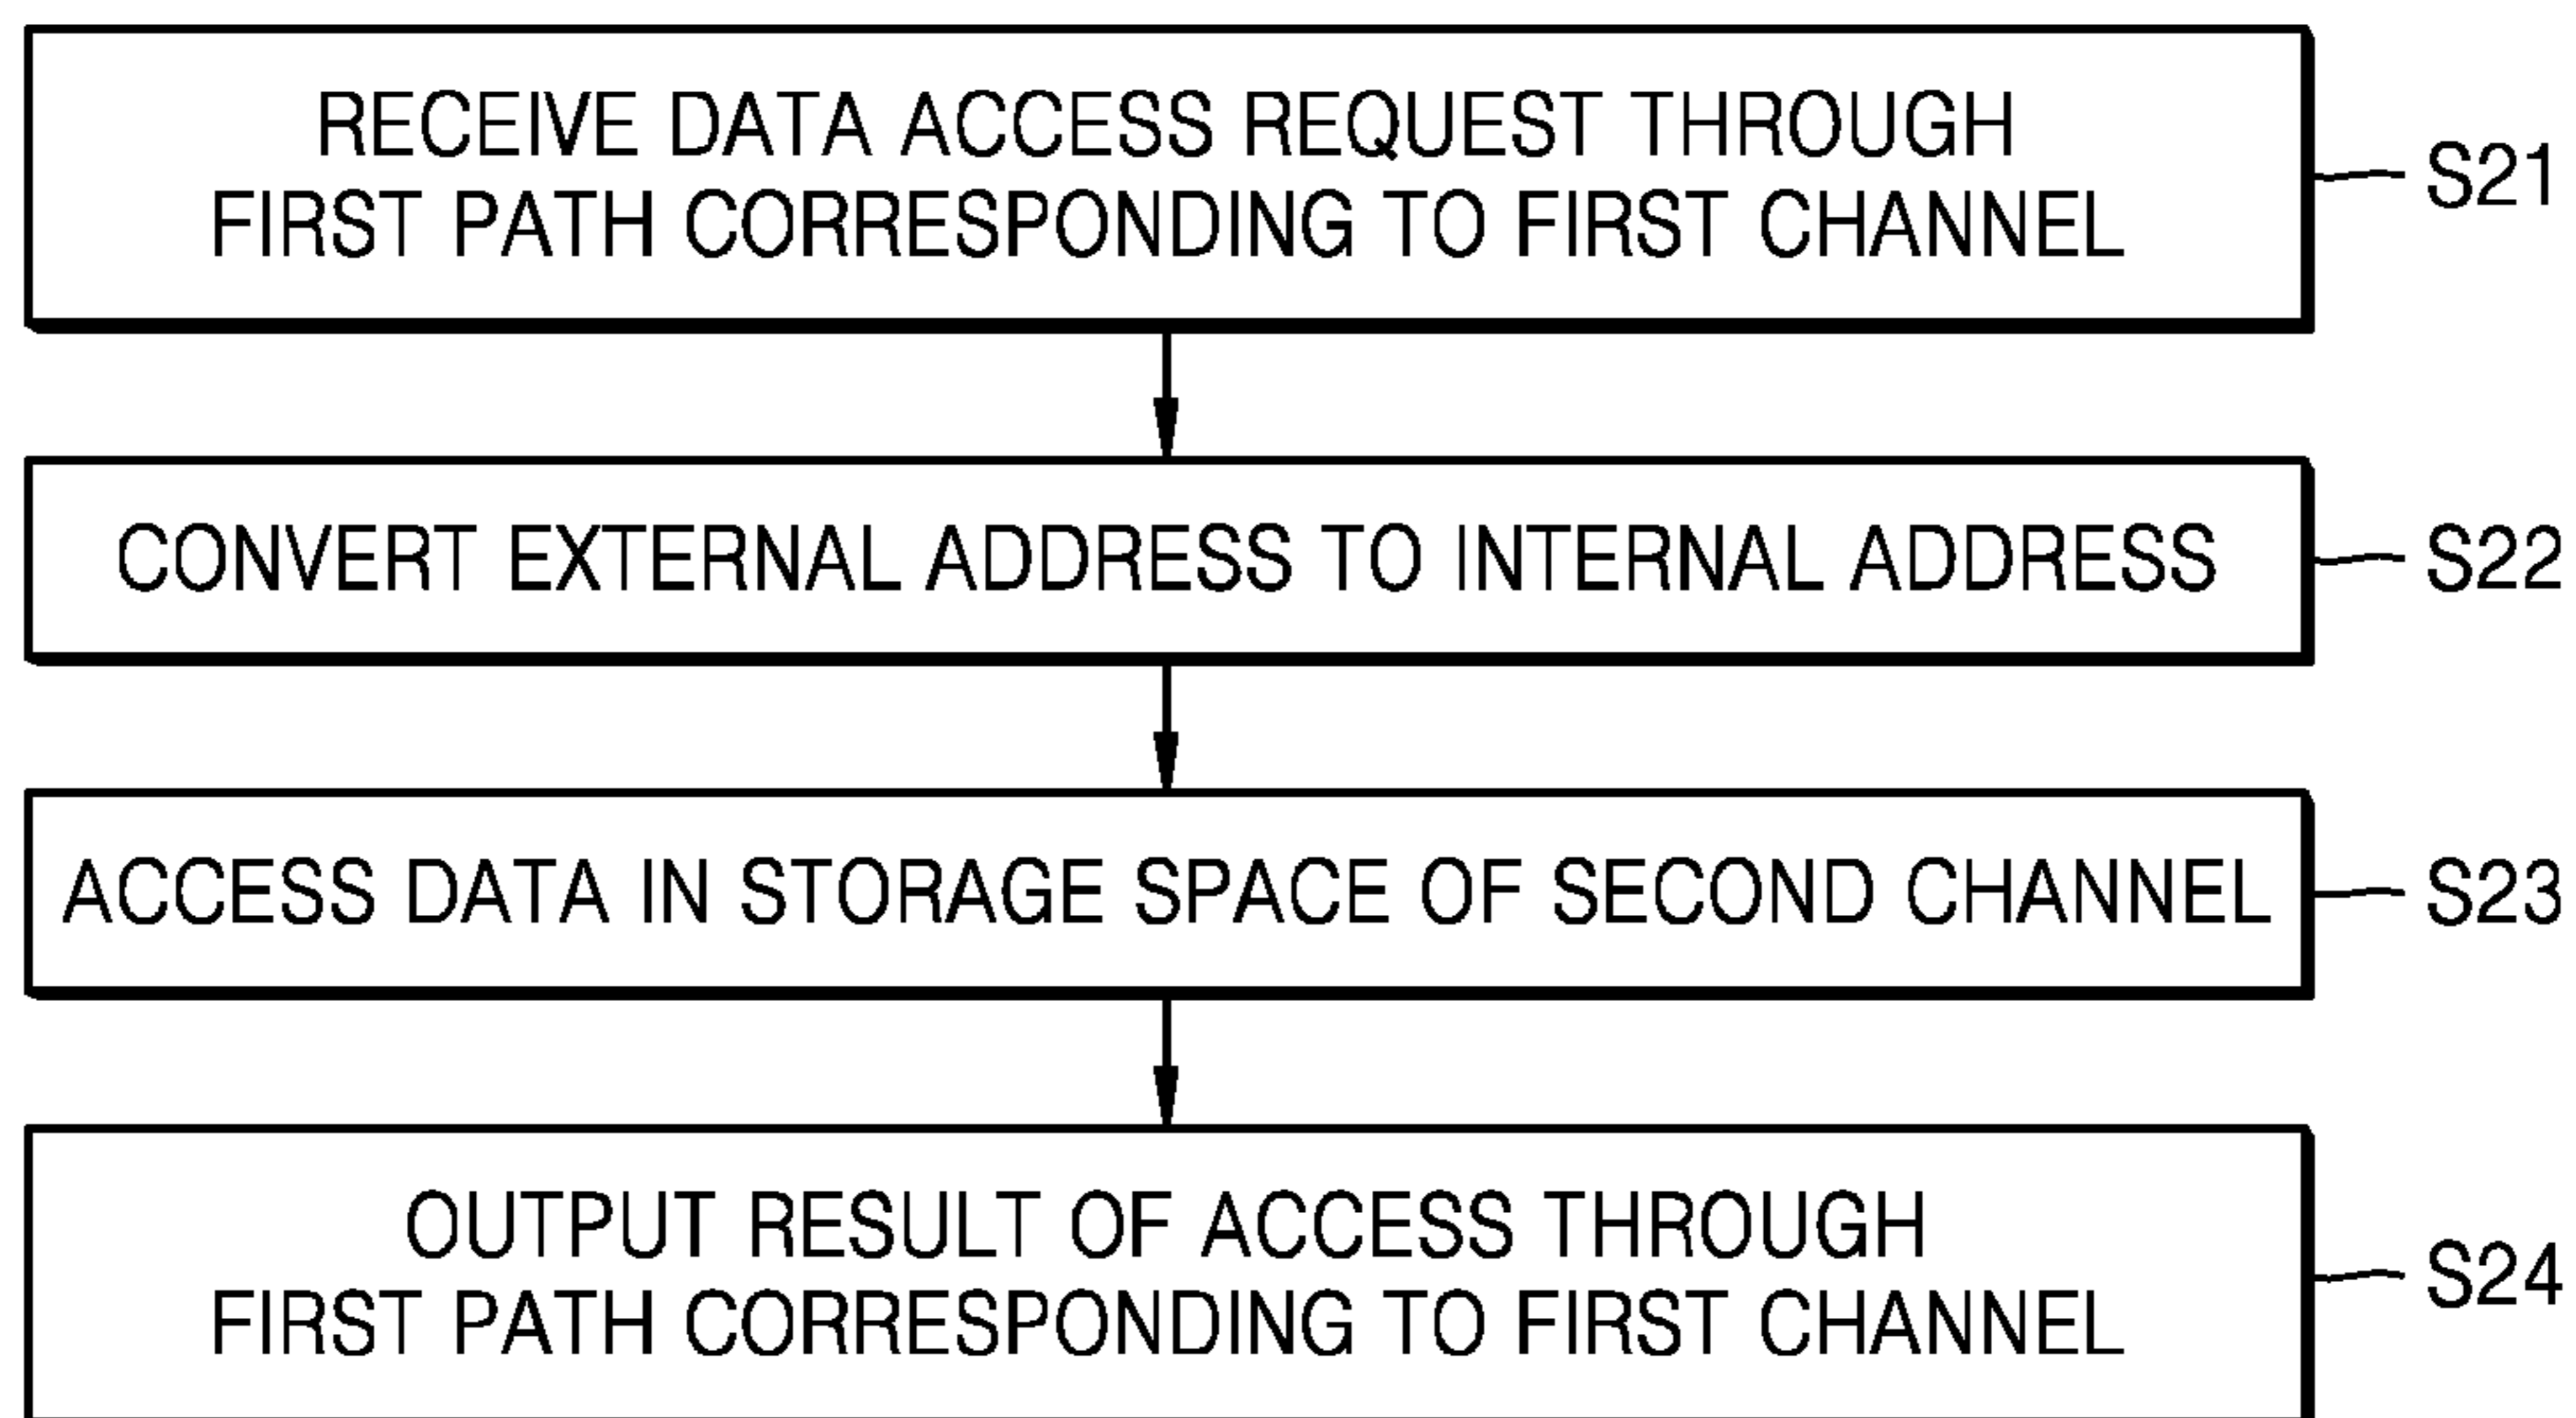 RECEIVE DATA ACCESS REQUEST THROUGH
FIRST PATH CORRESPONDING TO FIRST CHANNEL
S21
CONVERT EXTERNAL ADDRESS TO INTERNAL ADDRESS
S22
ACCESS DATA IN STORAGE SPACE OF SECOND CHANNEL
S23
OUTPUT RESULT OF ACCESS THROUGH
FIRST PATH CORRESPONDING TO FIRST CHANNEL
S24